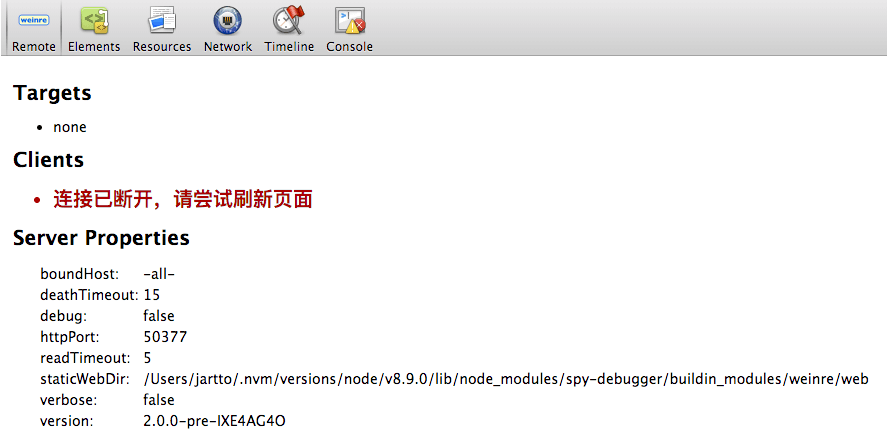 weinre
Remote Elements Resources Network Timeline Console
Targets
• none
Clients
• 连接已断开，请尝试刷新页面
Server Properties
boundHost: -all-
deathTimeout: 15
debug: false
httpPort: 50377
readTimeout: 5
staticWebDir: /Users/jartto/.nvm/versions/node/v8.9.0/lib/node_modules/spy-debugger/buildin_modules/weinre/web
verbose: false
version: 2.0.0-pre-IXE4AG4O